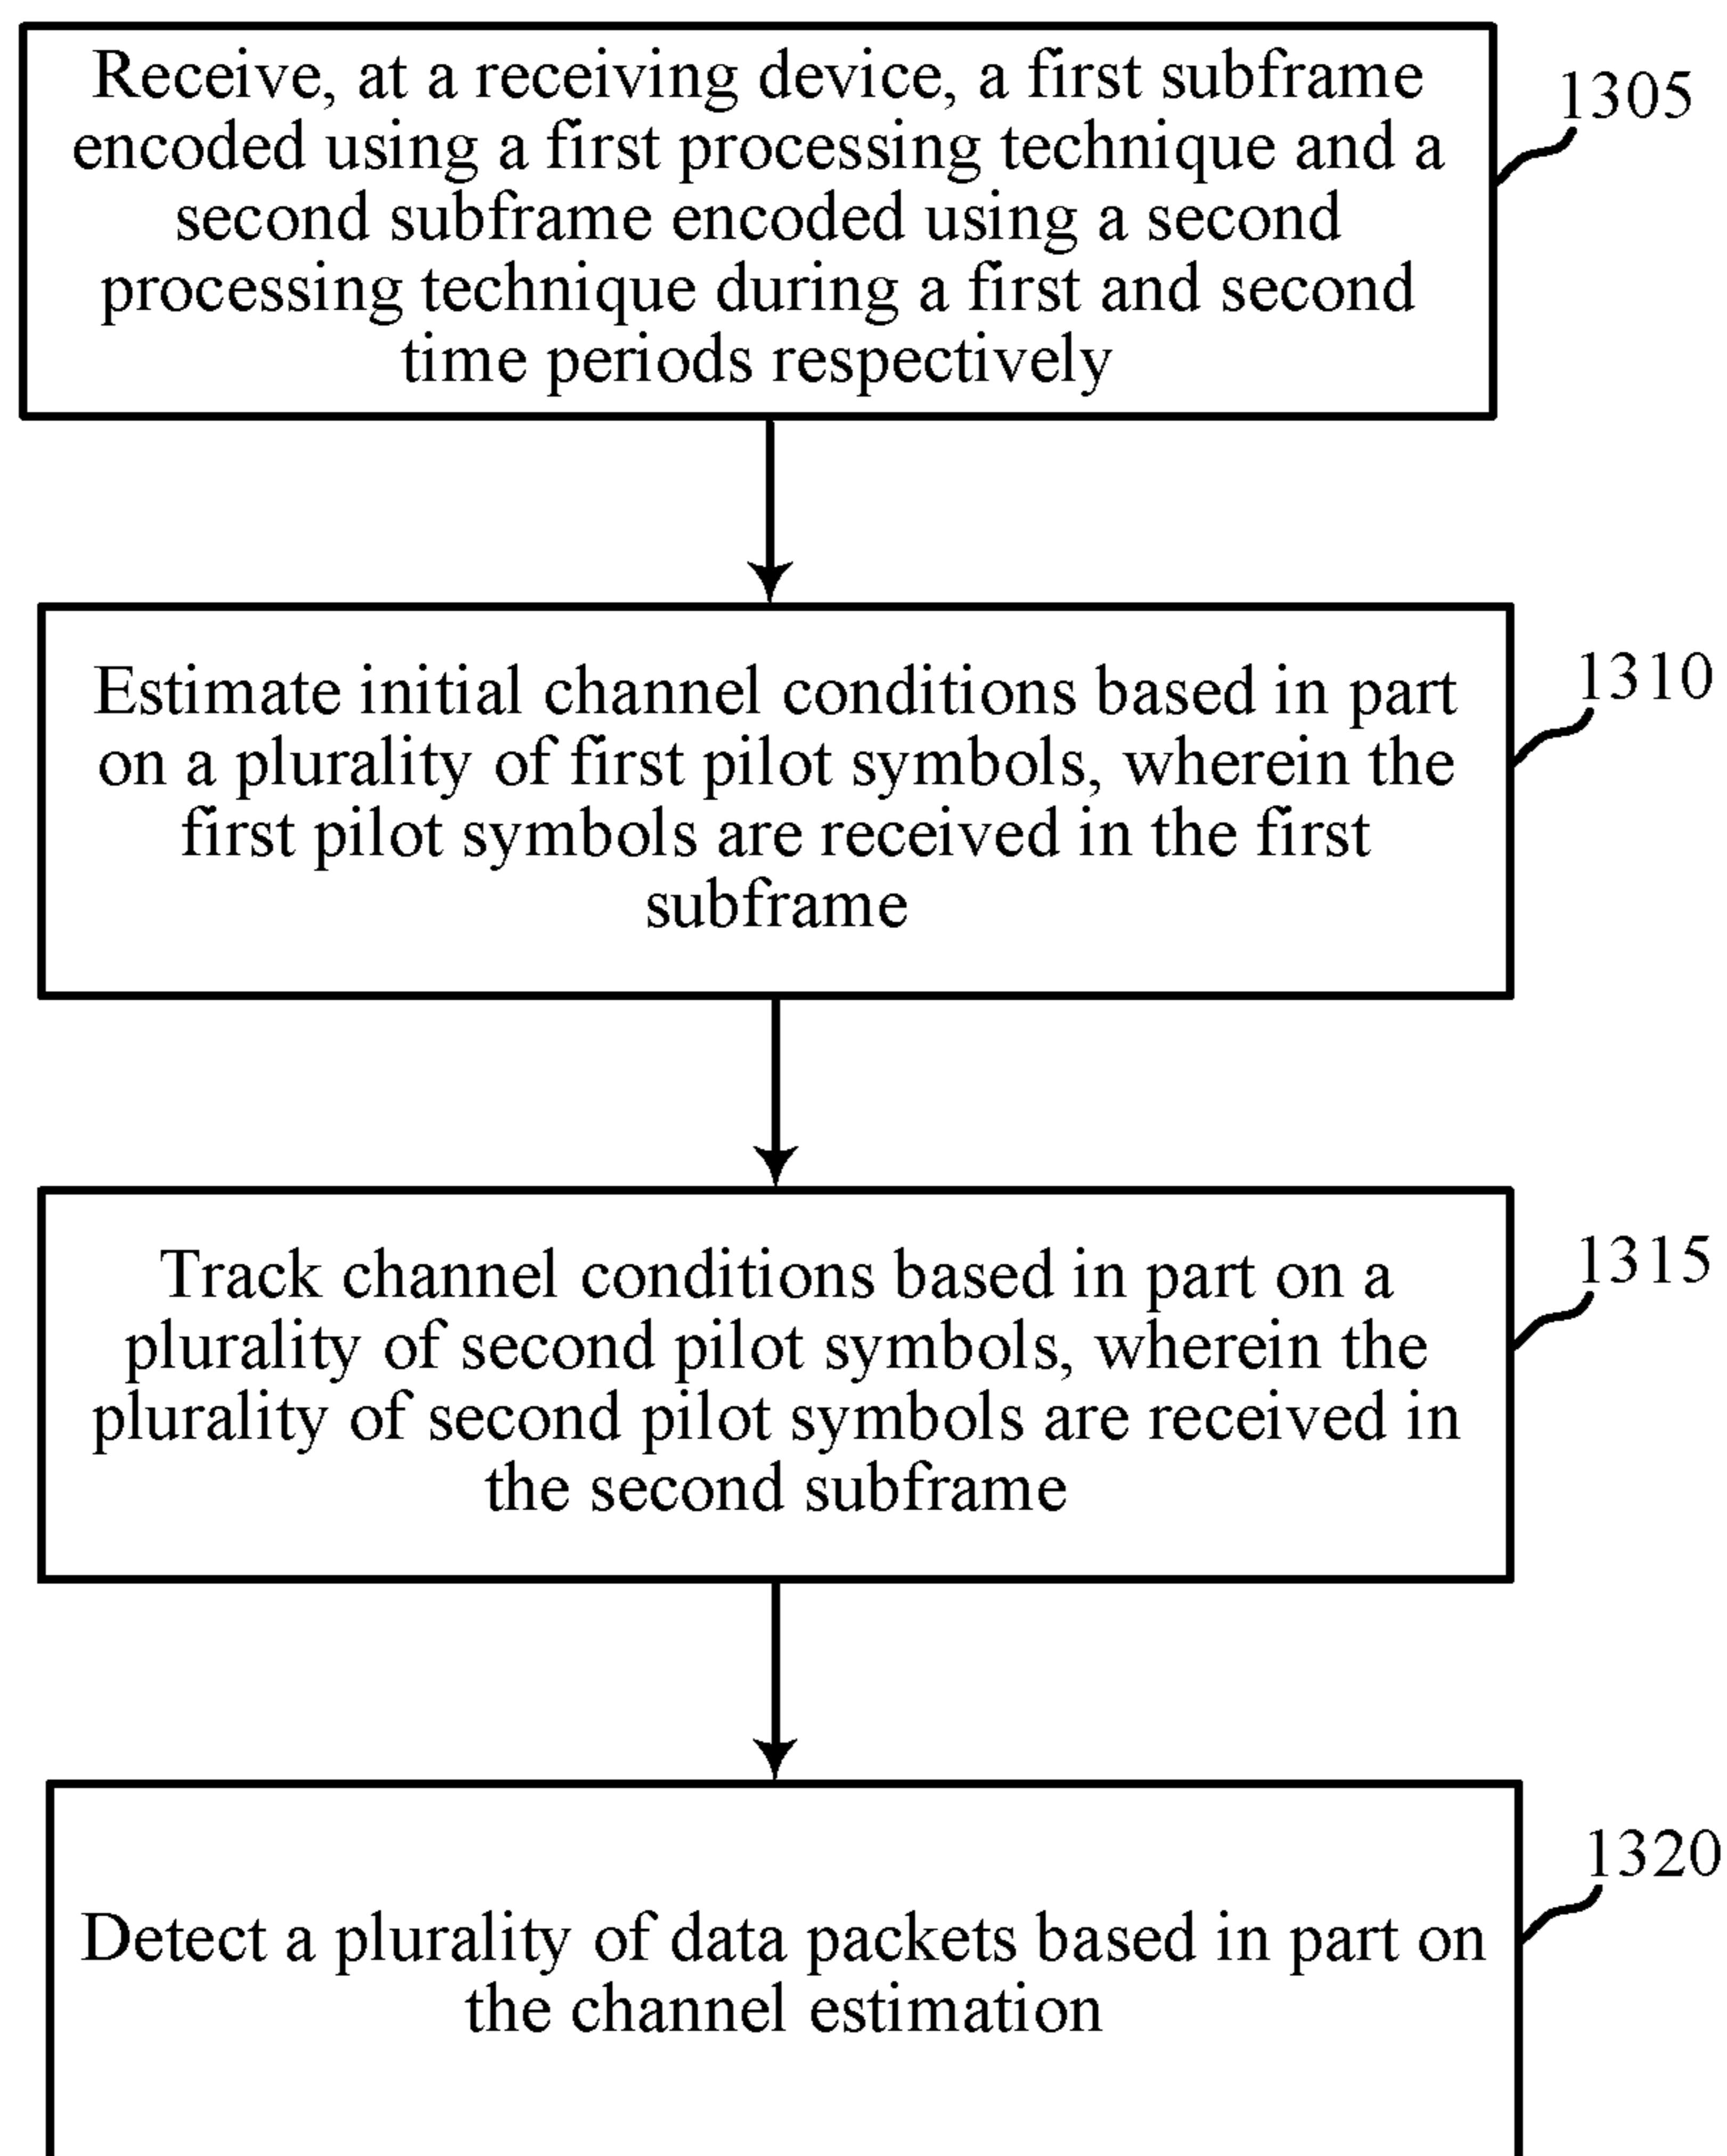 Receive, at a receiving device, a first subframe
encoded using a first processing technique and a
second subframe encoded using a second
processing technique during a first and second
time periods respectively
1305
Estimate initial channel conditions based in part
on a plurality of first pilot symbols, wherein the
first pilot symbols are received in the first
subframe
1310
Track channel conditions based in part on a
plurality of second pilot symbols, wherein the
plurality of second pilot symbols are received in
the second subframe
1315
Detect a plurality of data packets based in part on
the channel estimation
1320